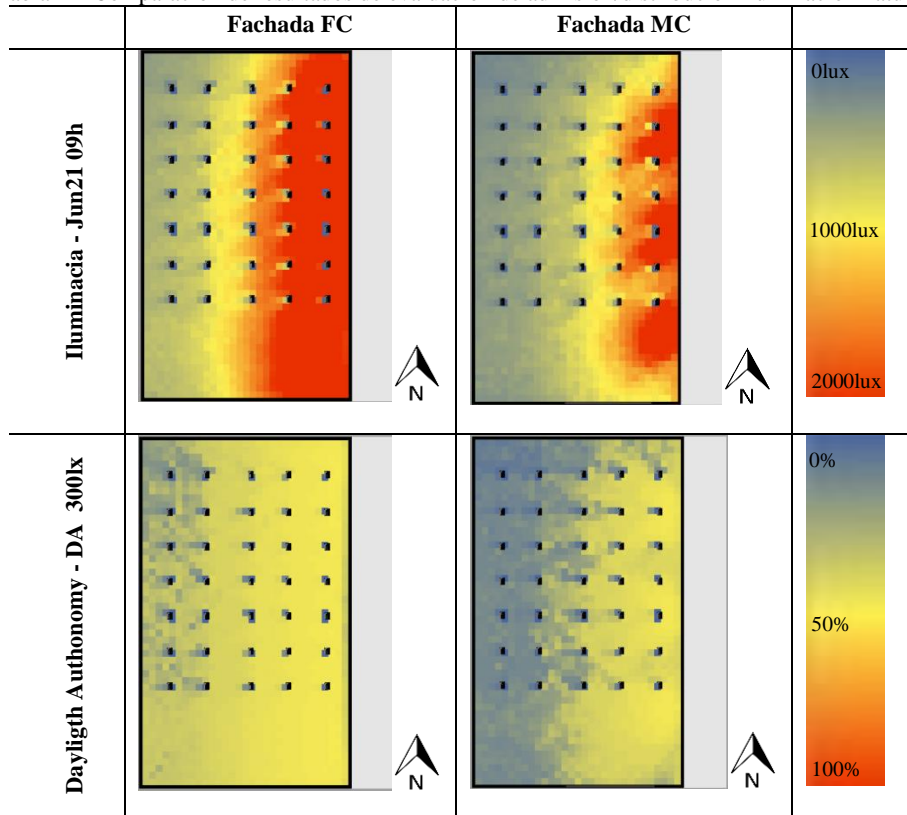 Fachada FC
Fachada MC
Iluminacia - Jun21 09h
N
N
0lux
1000lux
2000lux
Dayligth Authonomy - DA 300lx
N
N
0%
50%
100%